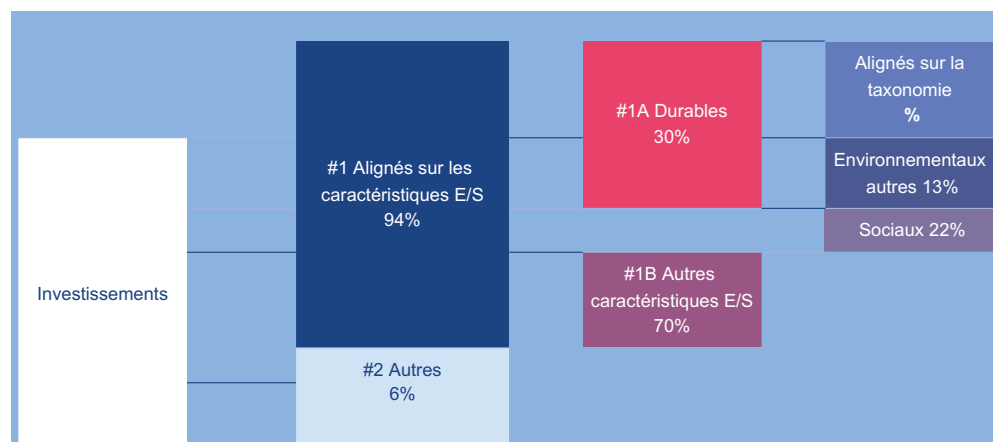 Investissements
#1 Alignés sur les
caractéristiques E/S
94%
#2 Autres
6%
#1A Durables
30%
#1B Autres
caractéristiques E/S
70%
Alignés sur la
taxonomie
%
Environnementaux
autres 13%
Sociaux 22%